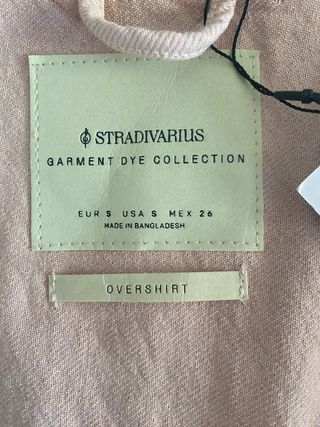 STRADIVARIUS
GARMENT DYE COLLECTION
EUR S USA S MEX 26
MADE IN BANGLADESH
OVERSHIRT